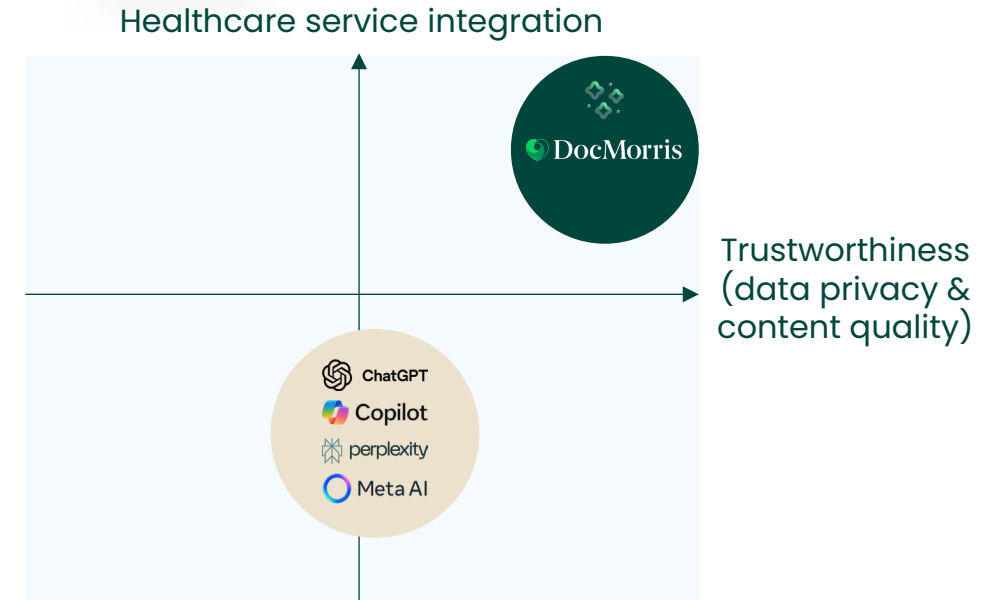 Healthcare service integration
DocMorris
Trustworthiness
(data privacy &
content quality)
ChatGPT
Copilot
perplexity
Meta AI